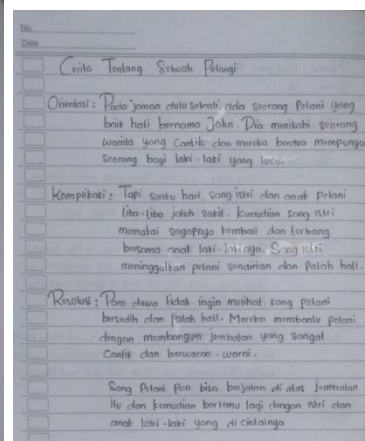 No.
Date
Cerita Tentang Sebuah Pelangi
Orientasi : Pada jaman dulu sekali, ada seorang Petani yang
baik hati bernama John. Dia menikahi seorang
wanita yang Cantik dan mereka berdua mempunyai
seorang bayi laki-laki yang lucu.
Komplikasi : Tapi suatu hari, sang istri dan anak Petani
tiba-tiba jatuh sakit. Kemudian sang istri
memakai sayapnya kembali dan terbang
bersama anak laki-lakinya. Sang istri
meninggalkan petani sendirian dan Patah hati.
Resolusi : Para dewa tidak ingin melihat sang petani
bersedih dan Patah hati. Mereka membantu Petani
dengan membangun jembatan yang sangat
Cantik dan berwarna-warni.
Sang Petani Pun bisa berjalan di atas jembatan
itu dan kemudian bertemu lagi dengan istri dan
anak laki-laki yang di cintainya